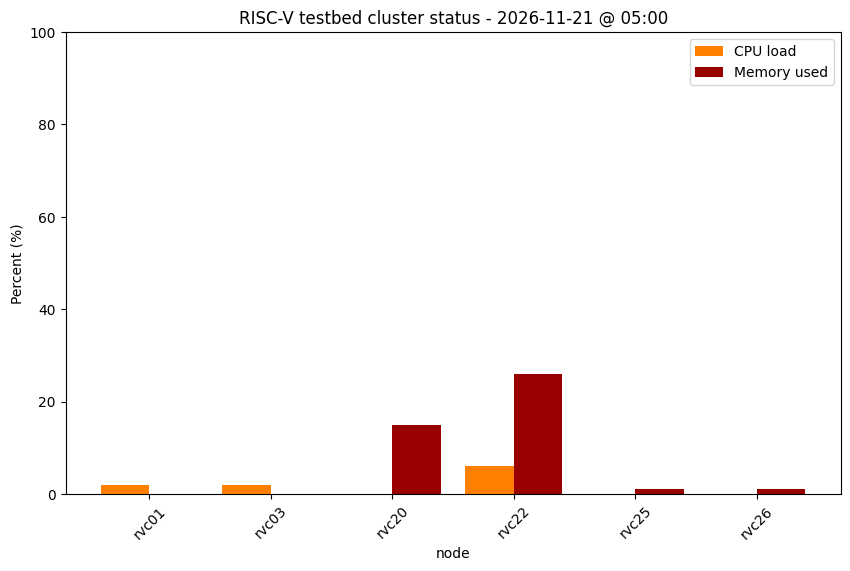 RISC-V testbed cluster status - 2026-11-21 @ 05:00
CPU load
Memory used
Percent (%)
100
80
60
40
20
0
rvc01
rvc03
rvc20
rvc22
rvc25
rvc26
node